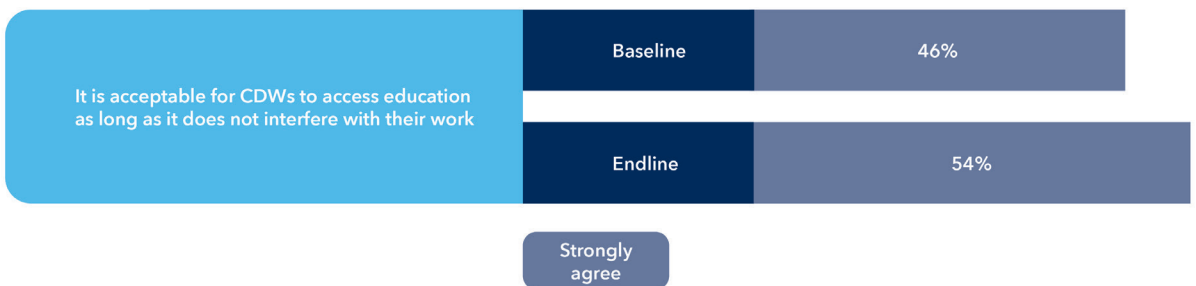 It is acceptable for CDWs to access education
as long as it does not interfere with their work
Baseline
46%
Endline
54%
Strongly
agree